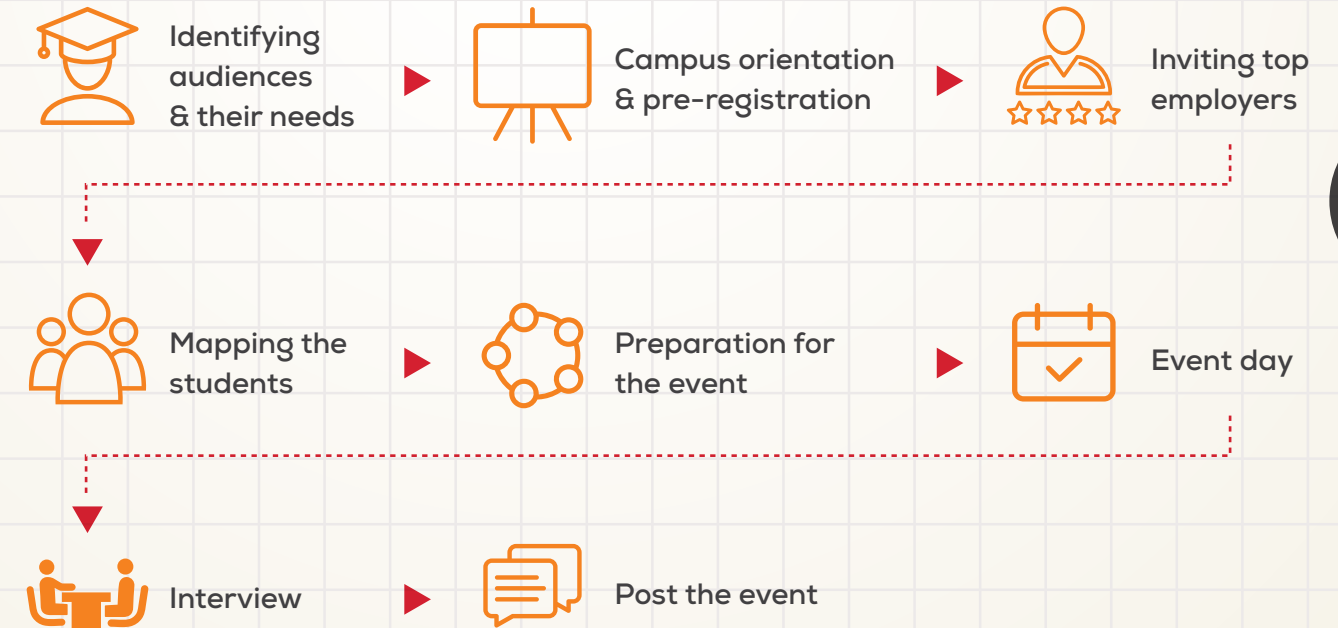 Identifying
audiences
& their needs
Campus orientation
& pre-registration
Inviting top
employers
Mapping the
students
Preparation for
the event
Event day
Interview
Post the event